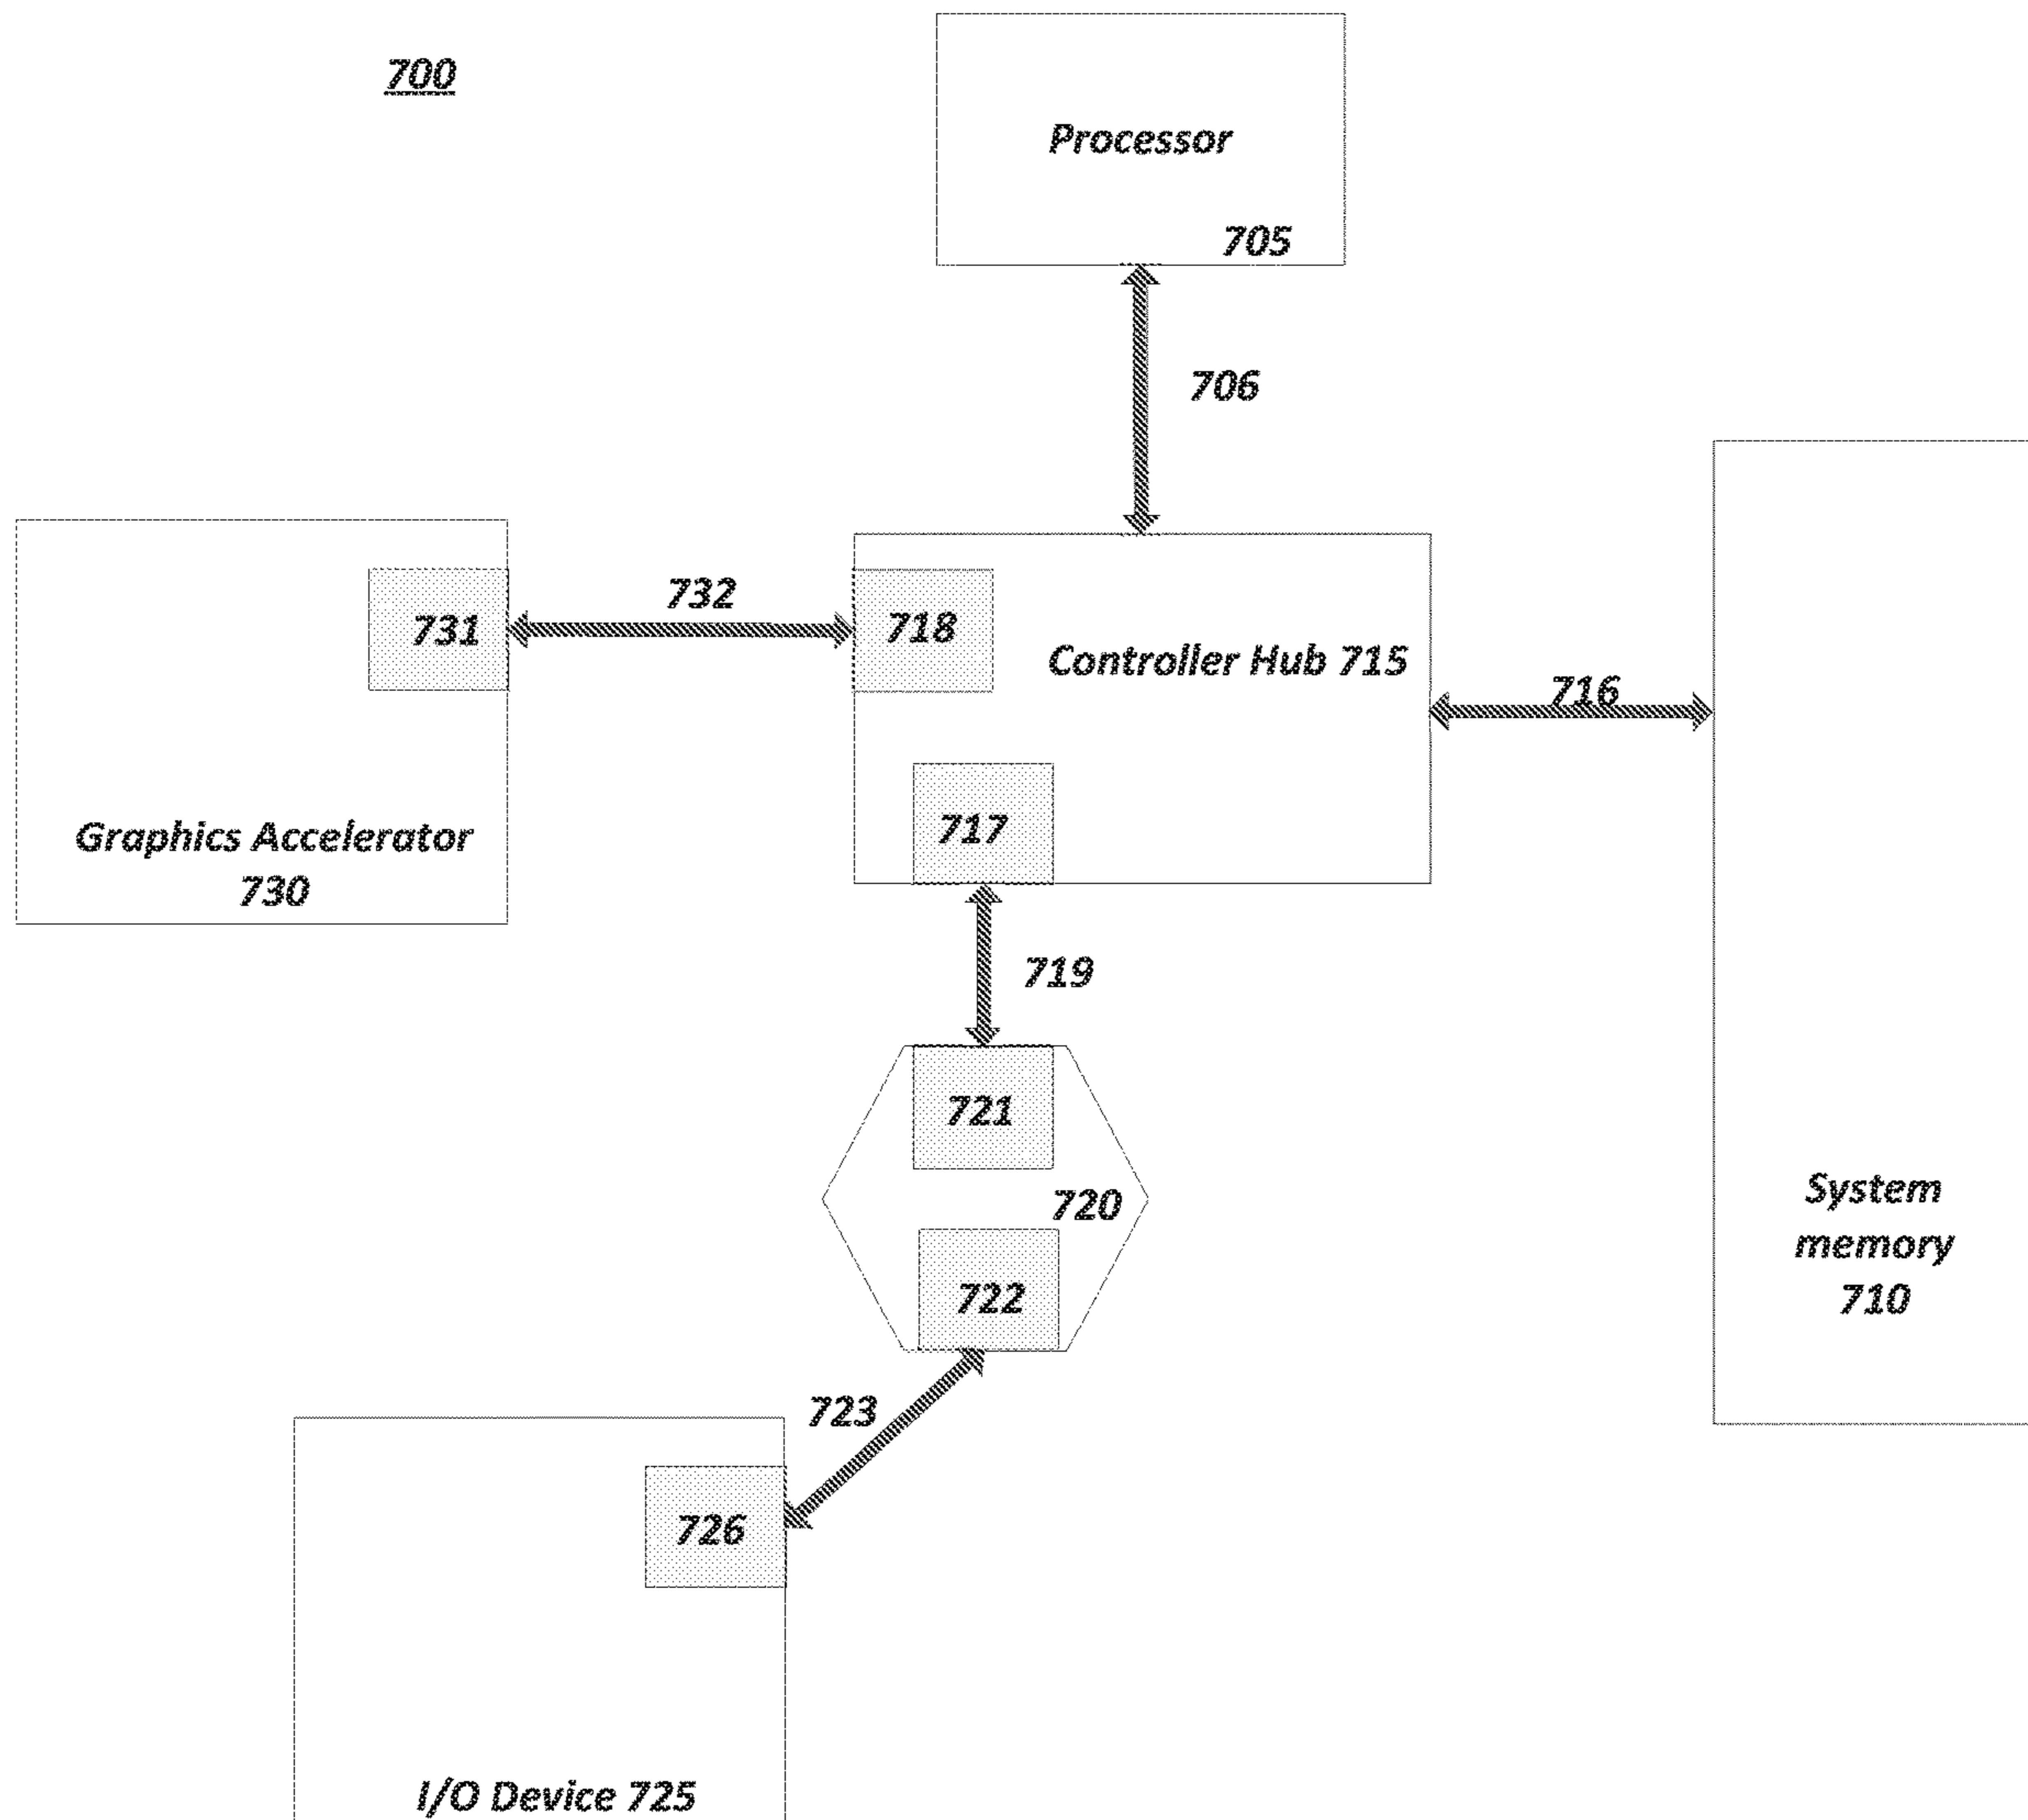 700
Processor
705
706
732
731
718
Controller Hub 715
716
717
Graphics Accelerator
730
719
721
720
722
System
memory
710
723
726
I/O Device 725